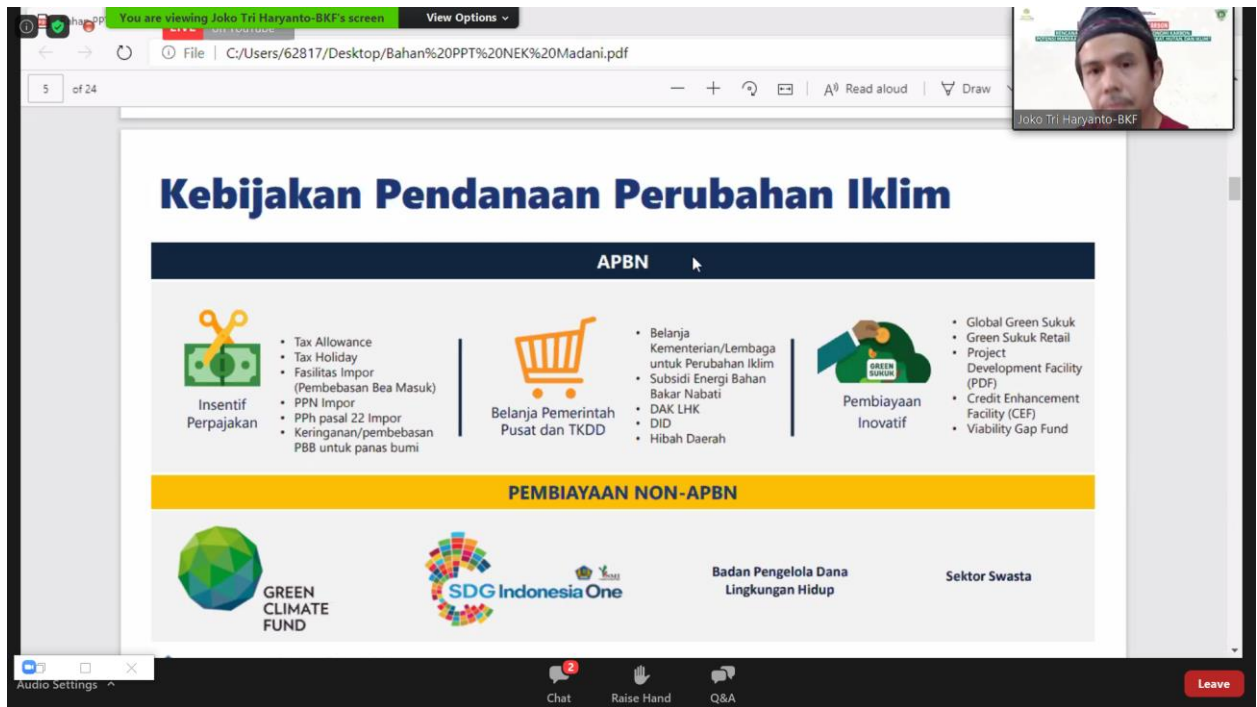 You are viewing Joko Tri Haryanto-BKF's screen
View Options
LIVE on YouTube
File | C:/Users/62817/Desktop/Bahan%20PPT%20NEK%20Madani.pdf
5 of 24
Read aloud
Draw
Joko Tri Haryanto-BKF
Kebijakan Pendanaan Perubahan Iklim
APBN
Insentif
Perpajakan
• Tax Allowance
• Tax Holiday
• Fasilitas Impor
(Pembebasan Bea Masuk)
• PPN Impor
• PPh pasal 22 Impor
• Keringanan/pembebasan
PBB untuk panas bumi
Belanja Pemerintah
Pusat dan TKDD
• Belanja
Kementerian/Lembaga
untuk Perubahan Iklim
• Subsidi Energi Bahan
Bakar Nabati
• DAK LHK
• DID
• Hibah Daerah
GREEN
SUKUK
Pembiayaan
Inovatif
• Global Green Sukuk
• Green Sukuk Retail
• Project
Development Facility
(PDF)
• Credit Enhancement
Facility (CEF)
• Viability Gap Fund
PEMBIAYAAN NON-APBN
GREEN
CLIMATE
FUND
SDG Indonesia One
Badan Pengelola Dana
Lingkungan Hidup
Sektor Swasta
Audio Settings
2
Chat
Raise Hand
Q&A
Leave